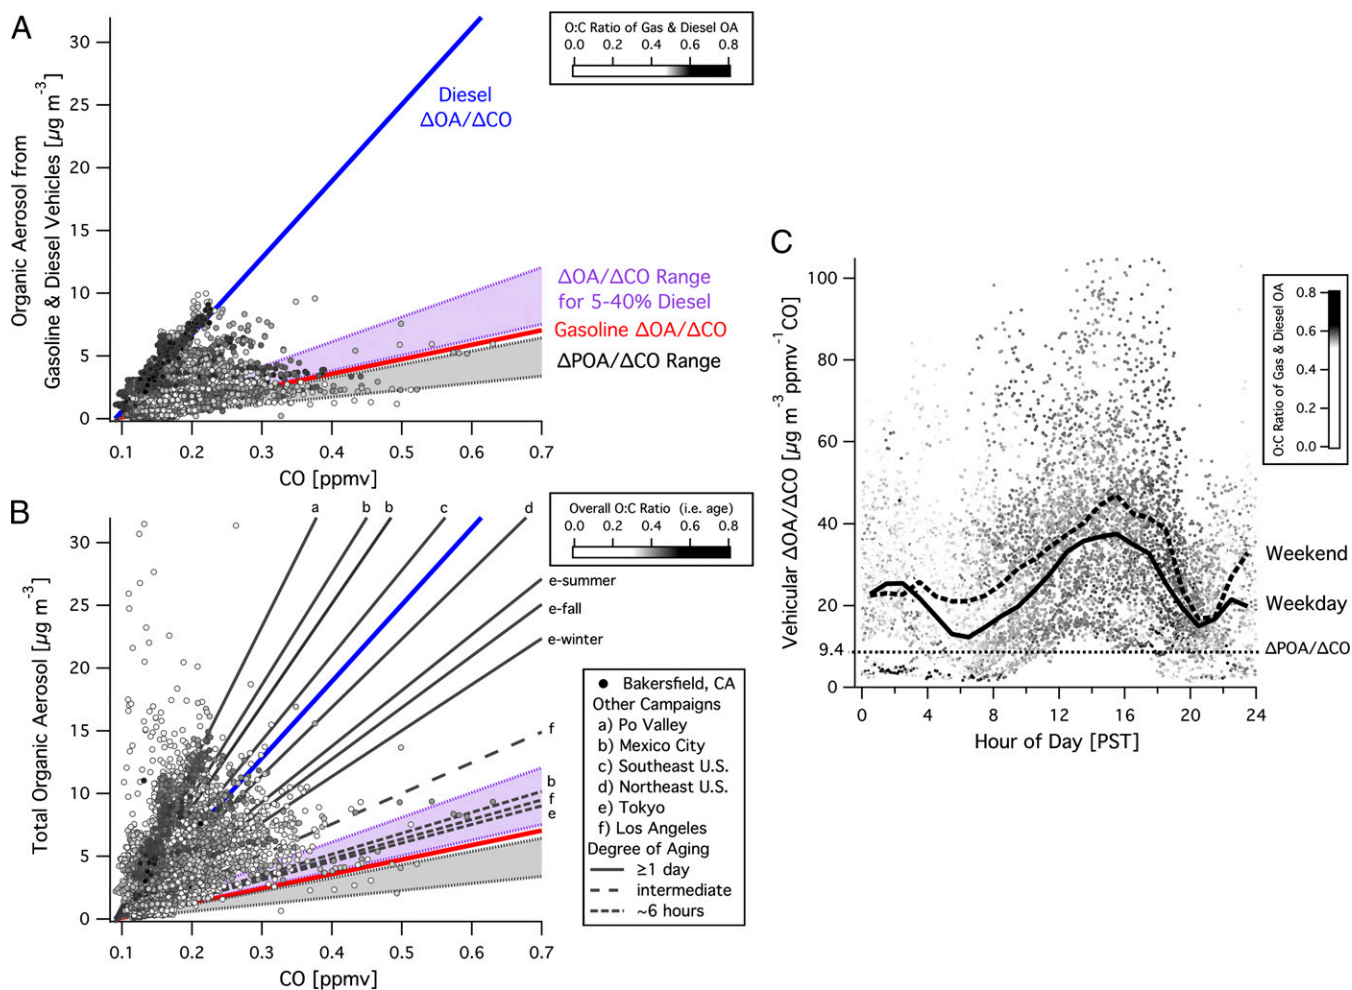 A
Organic Aerosol from
Gasoline & Diesel Vehicles [µg m⁻³]
30
25
20
15
10
5
0
0.1 0.2 0.3 0.4 0.5 0.6 0.7
CO [ppmv]
Diesel
ΔOA/ΔCO
ΔOA/ΔCO Range
for 5-40% Diesel
Gasoline ΔOA/ΔCO
ΔPOA/ΔCO Range
O:C Ratio of Gas & Diesel OA
0.0 0.2 0.4 0.6 0.8
B
Total Organic Aerosol [µg m⁻³]
30
25
20
15
10
5
0
0.1 0.2 0.3 0.4 0.5 0.6 0.7
CO [ppmv]
a b b c d
e-summer
e-fall
e-winter
f
b
f
e
Overall O:C Ratio (i.e. age)
0.0 0.2 0.4 0.6 0.8
Bakersfield, CA
Other Campaigns
a) Po Valley
b) Mexico City
c) Southeast U.S.
d) Northeast U.S.
e) Tokyo
f) Los Angeles
Degree of Aging
≥1 day
intermediate
~6 hours
C
Vehicular ΔOA/ΔCO [µg m⁻³ ppmv⁻¹ CO]
100
80
60
40
20
9.4
0
0 4 8 12 16 20 24
Hour of Day [PST]
Weekend
Weekday
ΔPOA/ΔCO
O:C Ratio of Gas & Diesel OA
0.8
0.6
0.4
0.2
0.0